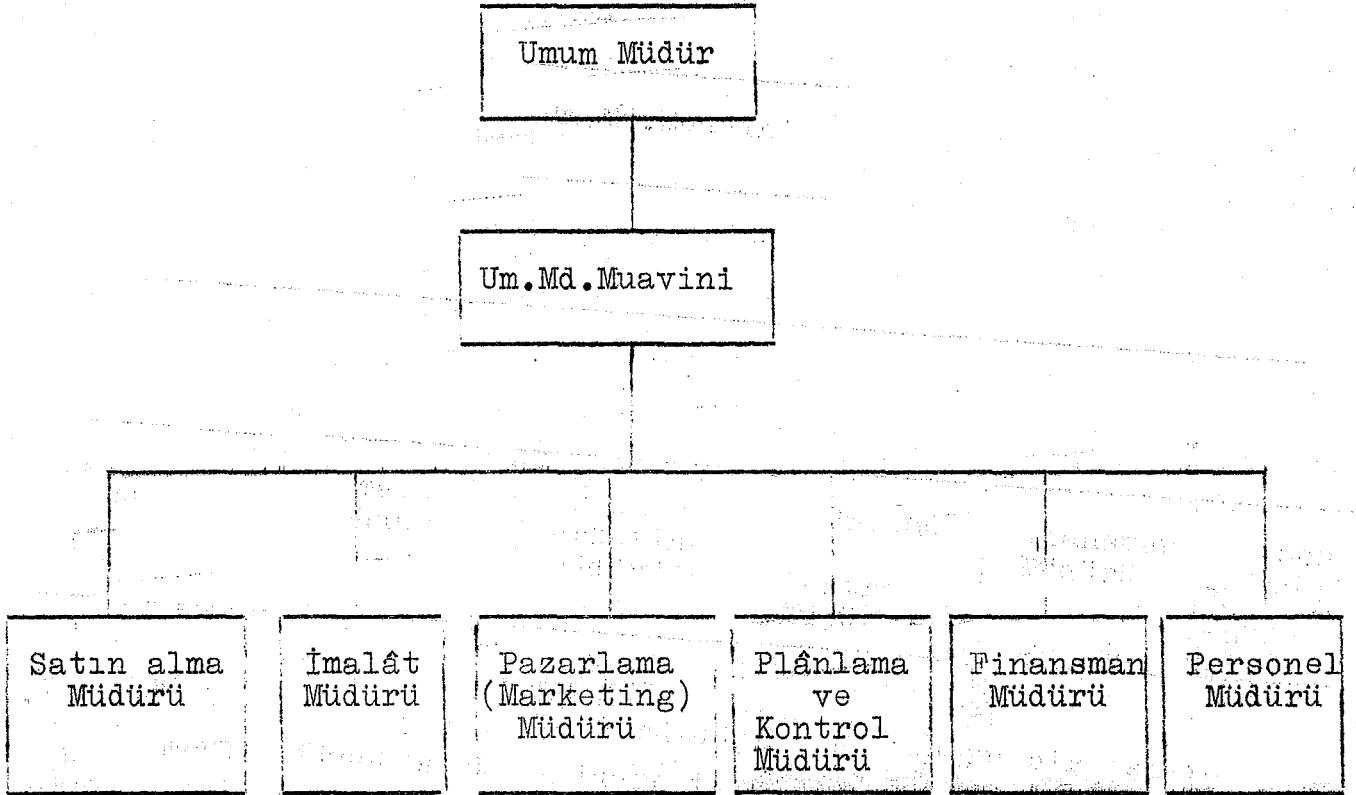 Umum Müdür
Um.Md.Muavini
Satın alma
Müdürü
İmalât
Müdürü
Pazarlama
(Marketing)
Müdürü
Plânlama
ve
Kontrol
Müdürü
Finansman
Müdürü
Personel
Müdürü